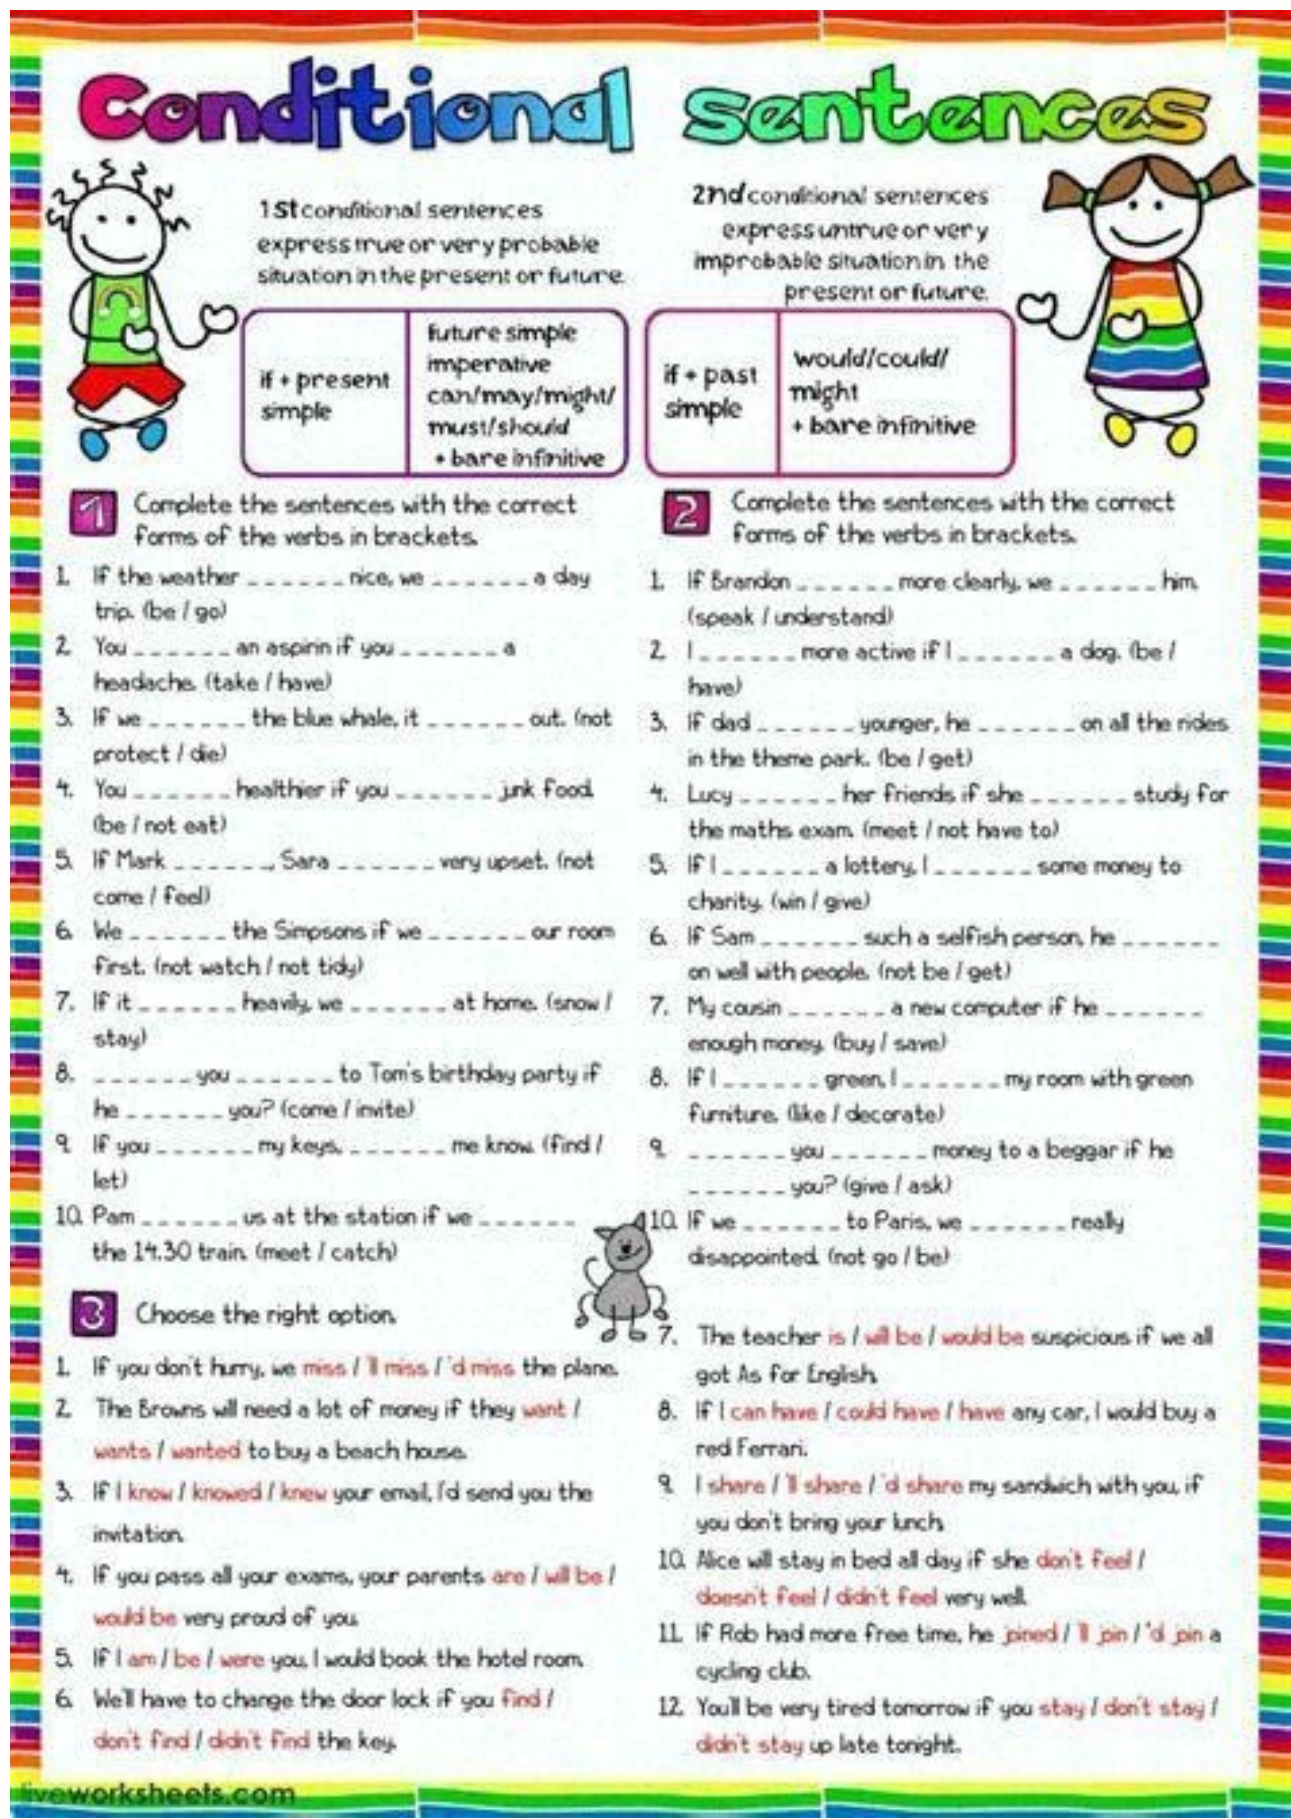 Conditional sentences
1st conditional sentences
express true or very probable
situation in the present or future.
2nd conditional sentences
express untrue or very
improbable situation in the
present or future.
if + present
simple
future simple
imperative
can/may/might/
must/should
+ bare infinitive
if + past
simple
would/could/
might
+ bare infinitive
1 Complete the sentences with the correct
forms of the verbs in brackets.
1. If the weather ______ nice, we ______ a day
trip. (be / go)
2. You ______ an aspirin if you ______ a
headache. (take / have)
3. If we ______ the blue whale, it ______ out. (not
protect / die)
4. You ______ healthier if you ______ junk food.
(be / not eat)
5. If Mark ______, Sara ______ very upset. (not
come / feel)
6. We ______ the Simpsons if we ______ our room
first. (not watch / not tidy)
7. If it ______ heavily, we ______ at home. (snow /
stay)
8. ______ you ______ to Tom's birthday party if
he ______ you? (come / invite)
9. If you ______ my keys, ______ me know. (find /
let)
10. Pam ______ us at the station if we ______
the 14.30 train. (meet / catch)
2 Complete the sentences with the correct
forms of the verbs in brackets.
1. If Brandon ______ more clearly, we ______ him.
(speak / understand)
2. I ______ more active if I ______ a dog. (be /
have)
3. If dad ______ younger, he ______ on all the rides
in the theme park. (be / get)
4. Lucy ______ her friends if she ______ study for
the maths exam. (meet / not have to)
5. If I ______ a lottery, I ______ some money to
charity. (win / give)
6. If Sam ______ such a selfish person, he ______
on well with people. (not be / get)
7. My cousin ______ a new computer if he ______
enough money. (buy / save)
8. If I ______ green, I ______ my room with green
furniture. (like / decorate)
9. ______ you ______ money to a beggar if he
______ you? (give / ask)
10. If we ______ to Paris, we ______ really
disappointed. (not go / be)
3 Choose the right option.
1. If you don't hurry, we miss / 'll miss / 'd miss the plane.
2. The Browns will need a lot of money if they want /
wants / wanted to buy a beach house.
3. If I know / knowed / knew your email, I'd send you the
invitation.
4. If you pass all your exams, your parents are / will be /
would be very proud of you.
5. If I am / be / were you, I would book the hotel room.
6. We'll have to change the door lock if you find /
don't find / didn't find the key.
7. The teacher is / will be / would be suspicious if we all
got As for English.
8. If I can have / could have / have any car, I would buy a
red Ferrari.
9. I share / 'll share / 'd share my sandwich with you, if
you don't bring your lunch.
10. Alice will stay in bed all day if she don't feel /
doesn't feel / didn't feel very well.
11. If Rob had more free time, he joined / 'll join / 'd join a
cycling club.
12. You'll be very tired tomorrow if you stay / don't stay /
didn't stay up late tonight.
liveworksheets.com